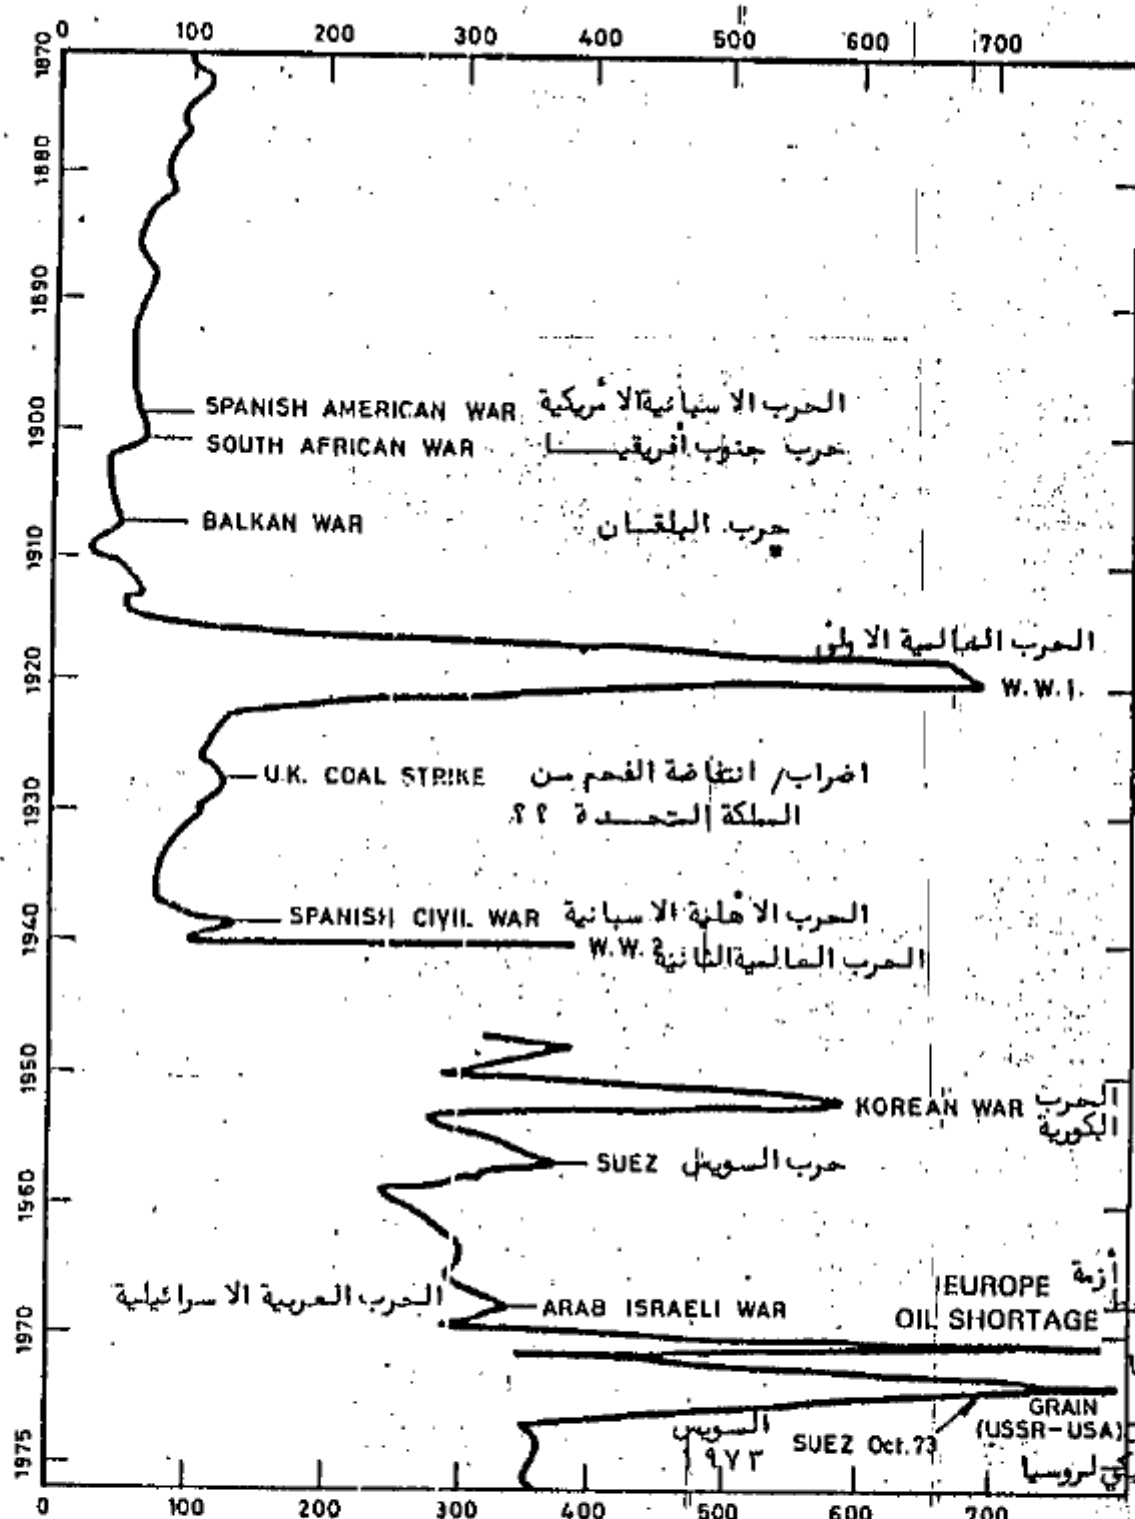 0 100 200 300 400 500 600 700
1870
1880
1890
SPANISH AMERICAN WAR الحرب الاسبانية الأمريكية
1900
SOUTH AFRICAN WAR حرب جنوب أفريقيـــا
BALKAN WAR حرب البلقــان
1910
الحرب العالمية الاولى
1920
W.W.1.
U.K. COAL STRIKE اضراب/ انتفاضة الفحم من
1930
المملكة المتحــدة ؟؟
SPANISH CIVIL WAR الحرب الأهلية الاسبانية
1940
W.W.2 الحرب العالمية الثانية
1950
KOREAN WAR الحرب
الكورية
SUEZ حرب السويس
1960
أزمة
EUROPE
OIL SHORTAGE
الحرب العربية الاسرائيلية ARAB ISRAELI WAR
1970
GRAIN
(USSR-USA)
السويس
١٩٧٣
SUEZ Oct.73
لروسيا
1975
0 100 200 300 400 500 600 700